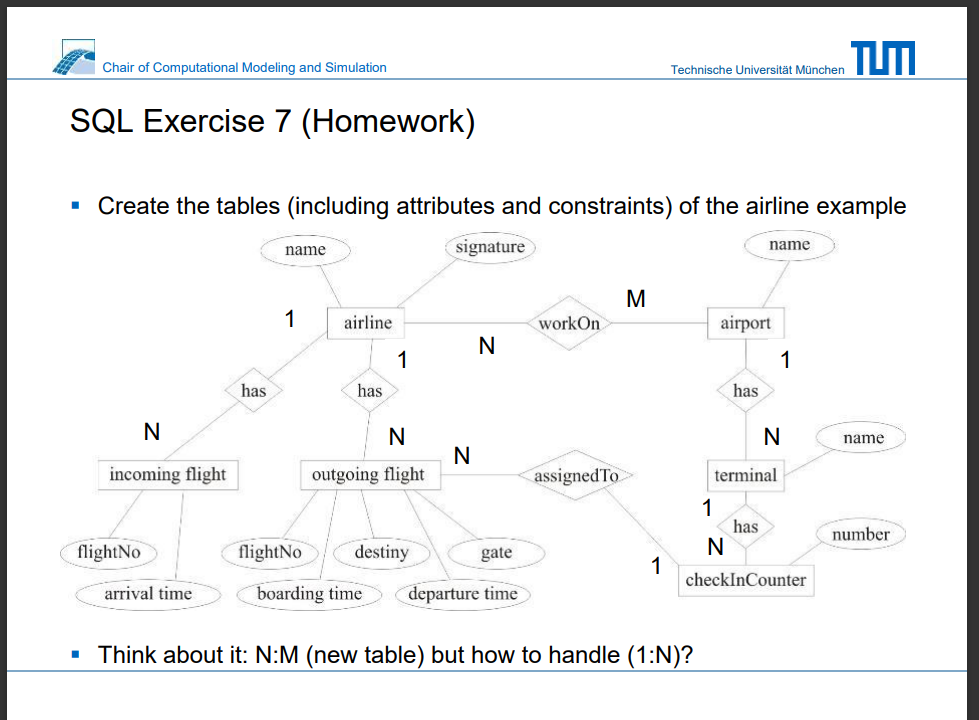 Chair of Computational Modeling and Simulation
Technische Universität München
TUM
SQL Exercise 7 (Homework)
Create the tables (including attributes and constraints) of the airline example
name
signature
name
1
airline
N
workOn
M
airport
1
1
has
has
has
N
N
N
N
name
incoming flight
outgoing flight
assignedTo
terminal
1
has
number
N
flightNo
flightNo
destiny
gate
1
checkInCounter
arrival time
boarding time
departure time
Think about it: N:M (new table) but how to handle (1:N)?